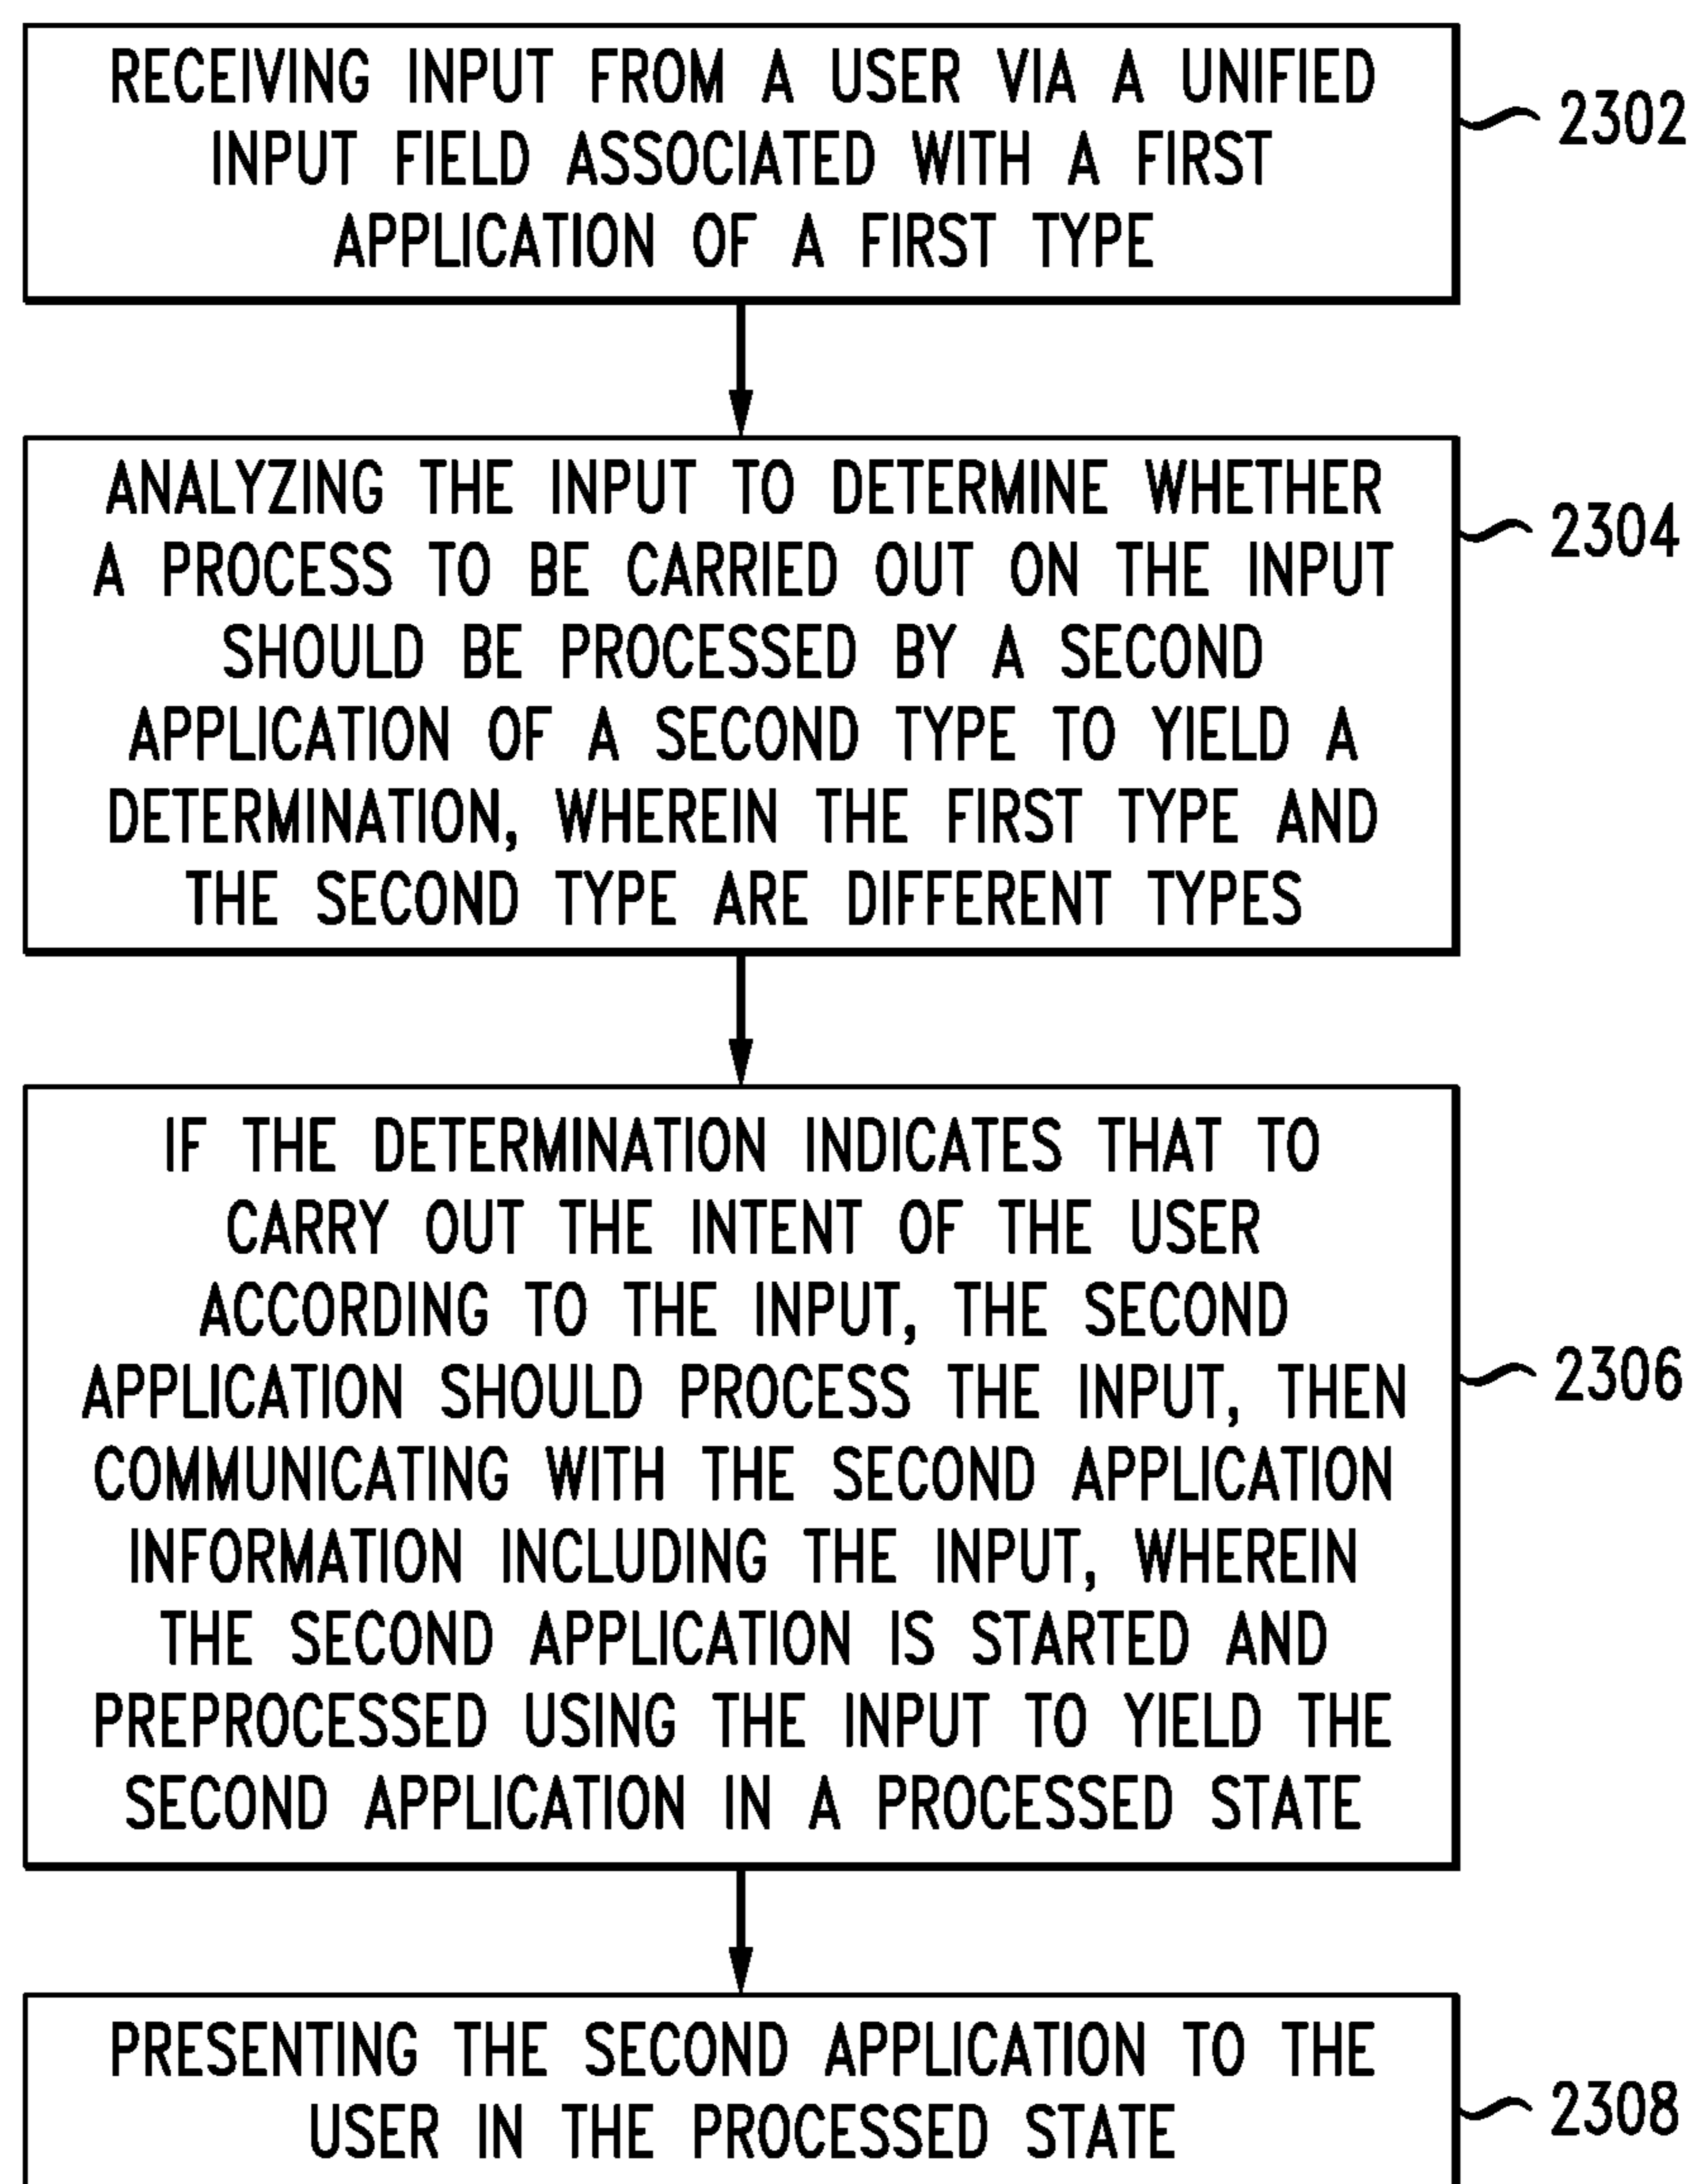 RECEIVING INPUT FROM A USER VIA A UNIFIED
INPUT FIELD ASSOCIATED WITH A FIRST
APPLICATION OF A FIRST TYPE
2302
ANALYZING THE INPUT TO DETERMINE WHETHER
A PROCESS TO BE CARRIED OUT ON THE INPUT
SHOULD BE PROCESSED BY A SECOND
APPLICATION OF A SECOND TYPE TO YIELD A
DETERMINATION, WHEREIN THE FIRST TYPE AND
THE SECOND TYPE ARE DIFFERENT TYPES
2304
IF THE DETERMINATION INDICATES THAT TO
CARRY OUT THE INTENT OF THE USER
ACCORDING TO THE INPUT, THE SECOND
APPLICATION SHOULD PROCESS THE INPUT, THEN
COMMUNICATING WITH THE SECOND APPLICATION
INFORMATION INCLUDING THE INPUT, WHEREIN
THE SECOND APPLICATION IS STARTED AND
PREPROCESSED USING THE INPUT TO YIELD THE
SECOND APPLICATION IN A PROCESSED STATE
2306
PRESENTING THE SECOND APPLICATION TO THE
USER IN THE PROCESSED STATE
2308